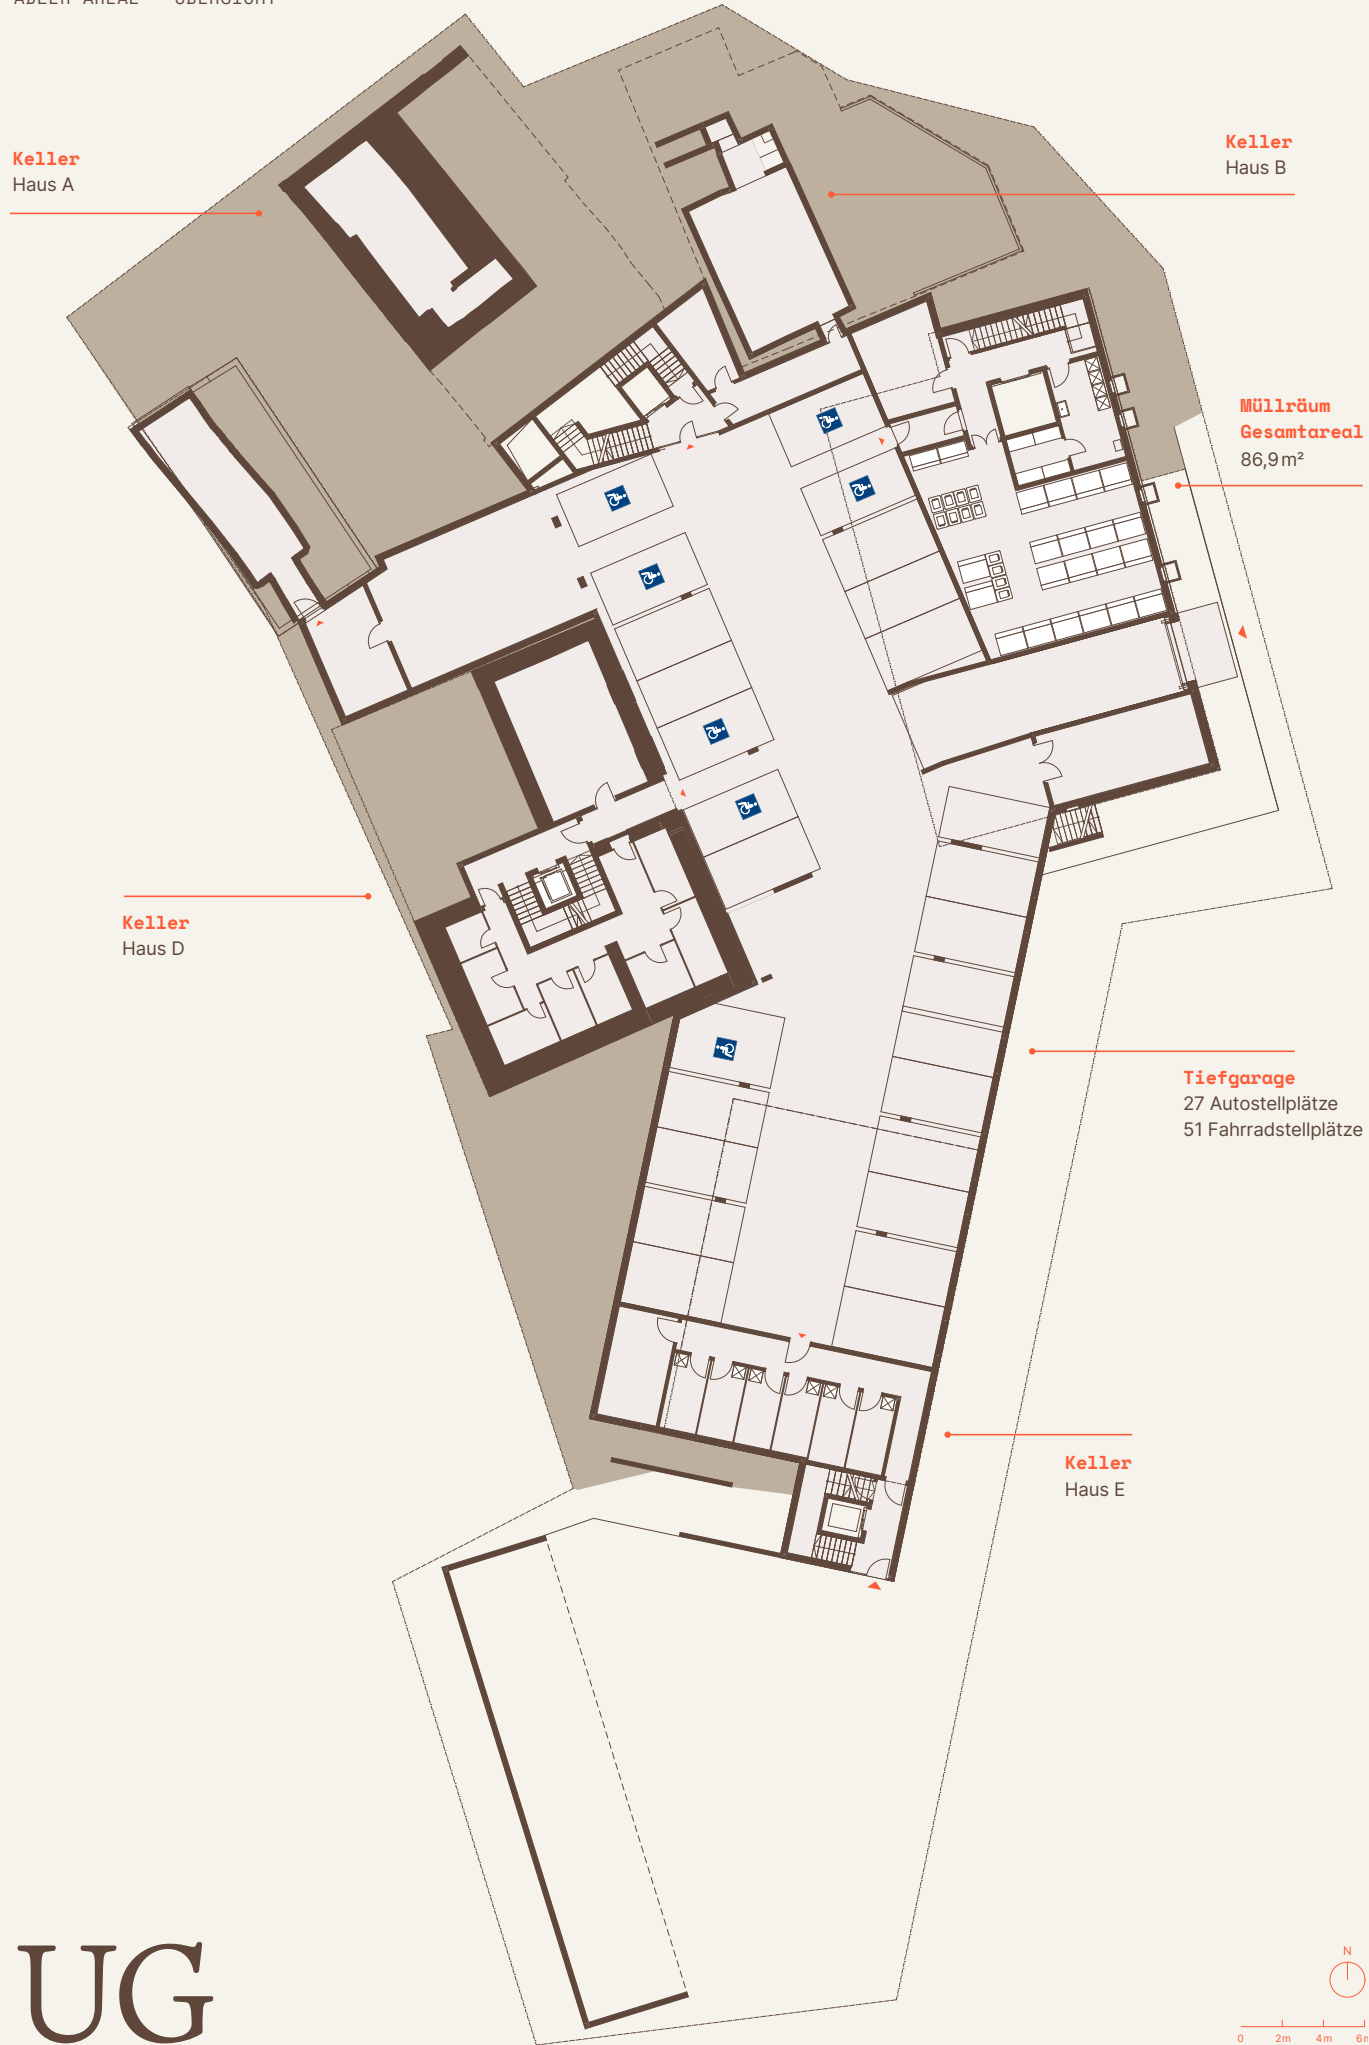 Keller
Haus A
Keller
Haus B
Müllräum
Gesamtareal
86,9 m²
Keller
Haus D
Tiefgarage
27 Autostellplätze
51 Fahrradstellplätze
Keller
Haus E
UG
N
0 2m 4m